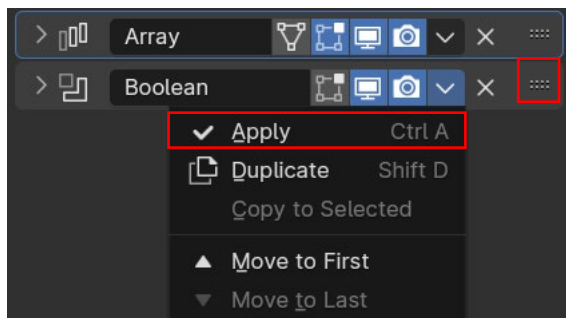 Array
Boolean
Apply Ctrl A
Duplicate Shift D
Copy to Selected
Move to First
Move to Last